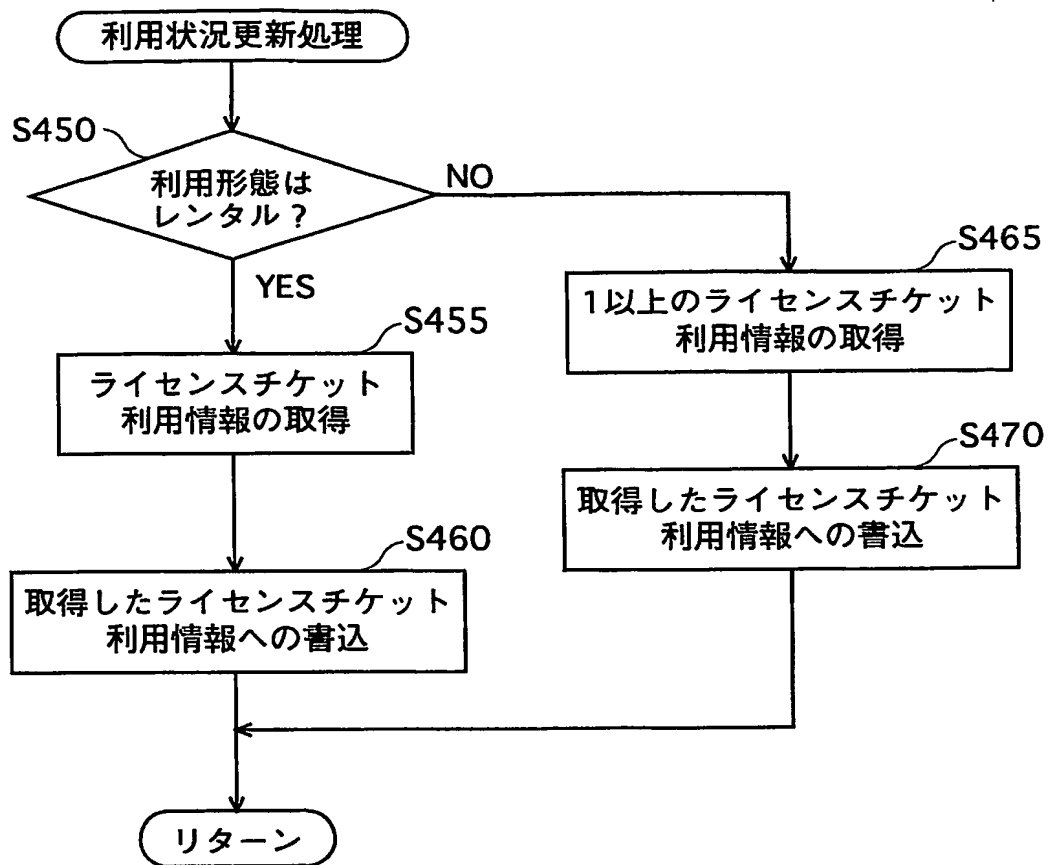 利用状況更新処理
S450
利用形態は
レンタル？
NO
YES
S455
ライセンスチケット
利用情報の取得
S460
取得したライセンスチケット
利用情報への書込
S465
1以上のライセンスチケット
利用情報の取得
S470
取得したライセンスチケット
利用情報への書込
リターン